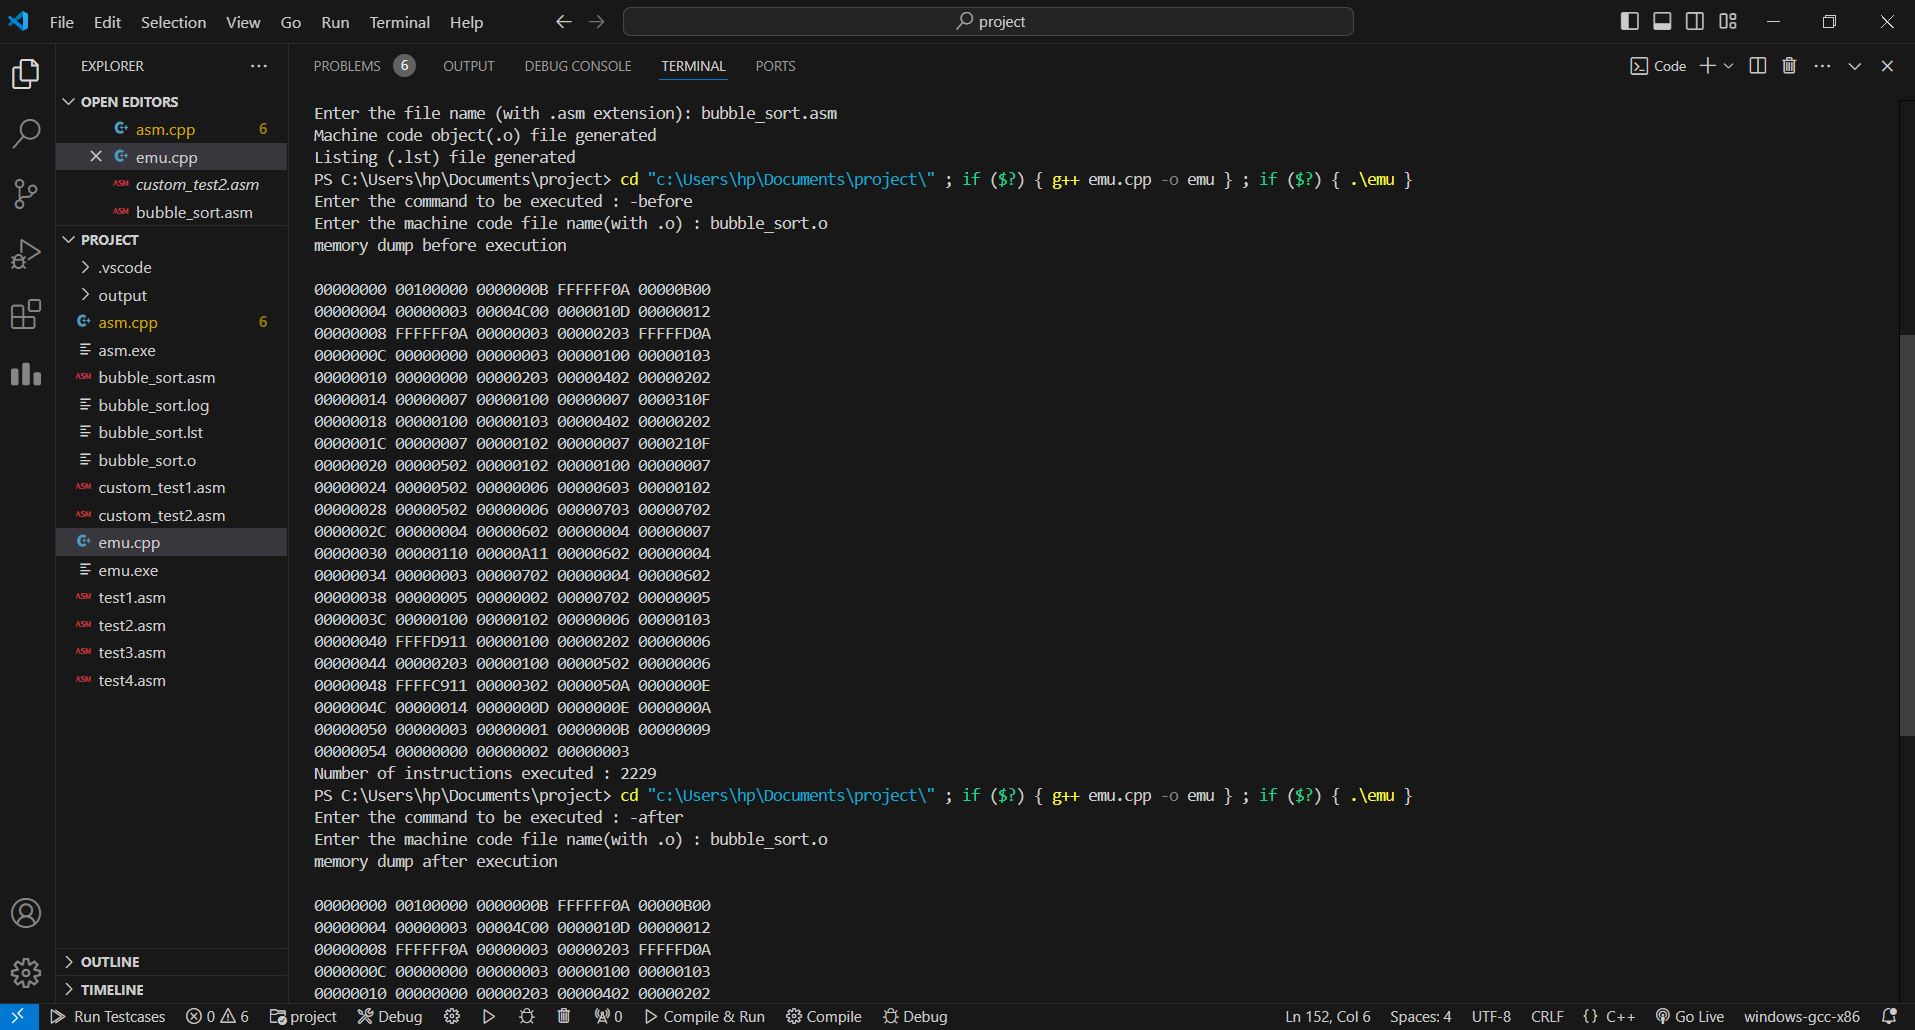 File Edit Selection View Go Run Terminal Help project
EXPLORER
OPEN EDITORS
asm.cpp 6
emu.cpp
ASM custom_test2.asm
ASM bubble_sort.asm
PROJECT
.vscode
output
asm.cpp 6
asm.exe
ASM bubble_sort.asm
bubble_sort.log
bubble_sort.lst
bubble_sort.o
ASM custom_test1.asm
ASM custom_test2.asm
emu.cpp
emu.exe
ASM test1.asm
ASM test2.asm
ASM test3.asm
ASM test4.asm
OUTLINE
TIMELINE
PROBLEMS 6 OUTPUT DEBUG CONSOLE TERMINAL PORTS Code
Enter the file name (with .asm extension): bubble_sort.asm
Machine code object(.o) file generated
Listing (.lst) file generated
PS C:\Users\hp\Documents\project> cd "c:\Users\hp\Documents\project\" ; if ($?) { g++ emu.cpp -o emu } ; if ($?) { .\emu }
Enter the command to be executed : -before
Enter the machine code file name(with .o) : bubble_sort.o
memory dump before execution
00000000 00100000 0000000B FFFFFF0A 00000B00
00000004 00000003 00004C00 0000010D 00000012
00000008 FFFFFF0A 00000003 00000203 FFFFFD0A
0000000C 00000000 00000003 00000100 00000103
00000010 00000000 00000203 00000402 00000202
00000014 00000007 00000100 00000007 0000310F
00000018 00000100 00000103 00000402 00000202
0000001C 00000007 00000102 00000007 0000210F
00000020 00000502 00000102 00000100 00000007
00000024 00000502 00000006 00000603 00000102
00000028 00000502 00000006 00000703 00000702
0000002C 00000004 00000602 00000004 00000007
00000030 00000110 00000A11 00000602 00000004
00000034 00000003 00000702 00000004 00000602
00000038 00000005 00000002 00000702 00000005
0000003C 00000100 00000102 00000006 00000103
00000040 FFFFD911 00000100 00000202 00000006
00000044 00000203 00000100 00000502 00000006
00000048 FFFFC911 00000302 0000050A 0000000E
0000004C 00000014 0000000D 0000000E 0000000A
00000050 00000003 00000001 0000000B 00000009
00000054 00000000 00000002 00000003
Number of instructions executed : 2229
PS C:\Users\hp\Documents\project> cd "c:\Users\hp\Documents\project\" ; if ($?) { g++ emu.cpp -o emu } ; if ($?) { .\emu }
Enter the command to be executed : -after
Enter the machine code file name(with .o) : bubble_sort.o
memory dump after execution
00000000 00100000 0000000B FFFFFF0A 00000B00
00000004 00000003 00004C00 0000010D 00000012
00000008 FFFFFF0A 00000003 00000203 FFFFFD0A
0000000C 00000000 00000003 00000100 00000103
00000010 00000000 00000203 00000402 00000202
Run Testcases 0 6 project Debug 0 Compile & Run Compile Debug Ln 152, Col 6 Spaces: 4 UTF-8 CRLF {} C++ Go Live windows-gcc-x86